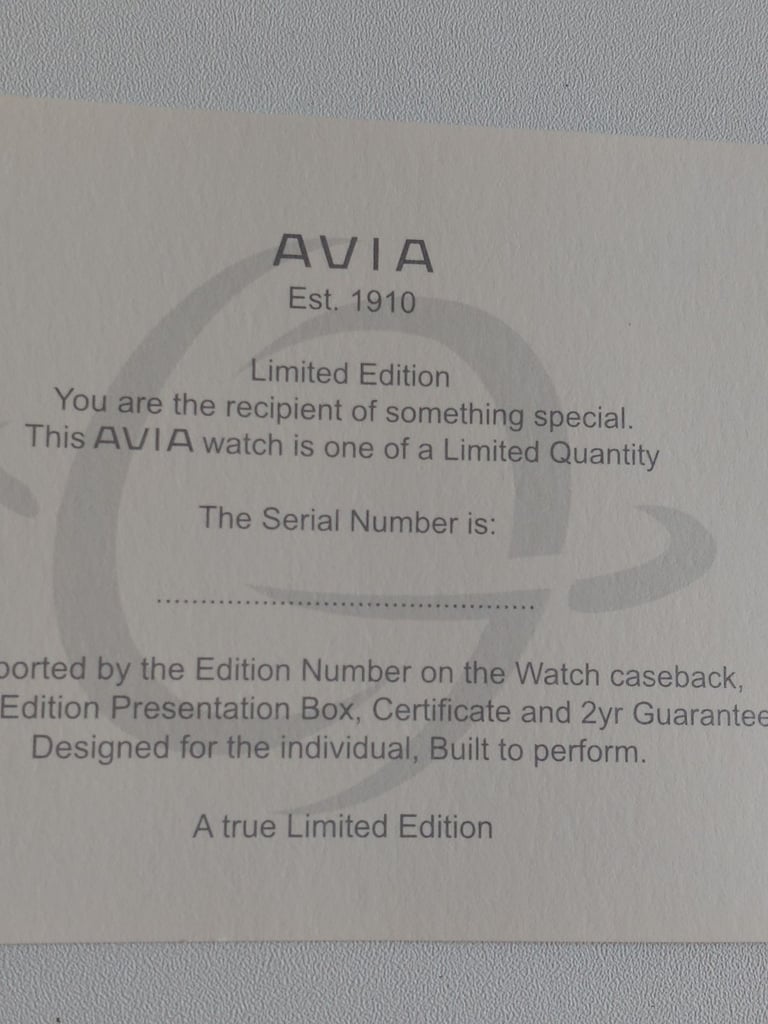 AVIA
Est. 1910
Limited Edition
You are the recipient of something special.
This AVIA watch is one of a Limited Quantity
The Serial Number is:
............................................................
by the Edition Number on the Watch caseback,
Edition Presentation Box, Certificate and 2yr Guarantee
Designed for the individual, Built to perform.
A true Limited Edition